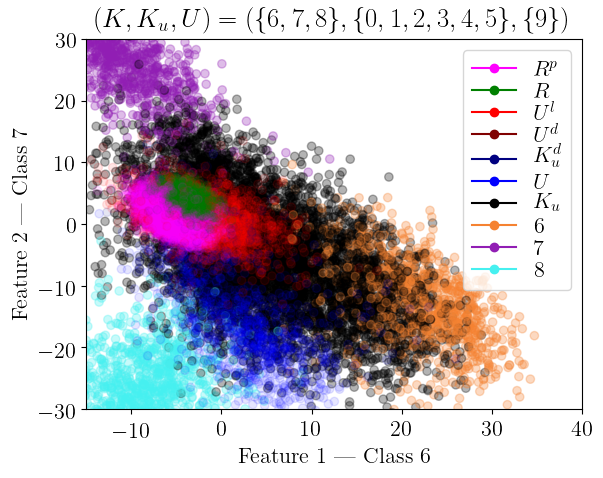 (K, K_u, U) = ({6, 7, 8}, {0, 1, 2, 3, 4, 5}, {9})
30
20
10
0
−10
−20
−30
Feature 2 — Class 7
R^p
R
U^l
U^d
K_u^d
U
K_u
6
7
8
−10
0
10
20
30
40
Feature 1 — Class 6